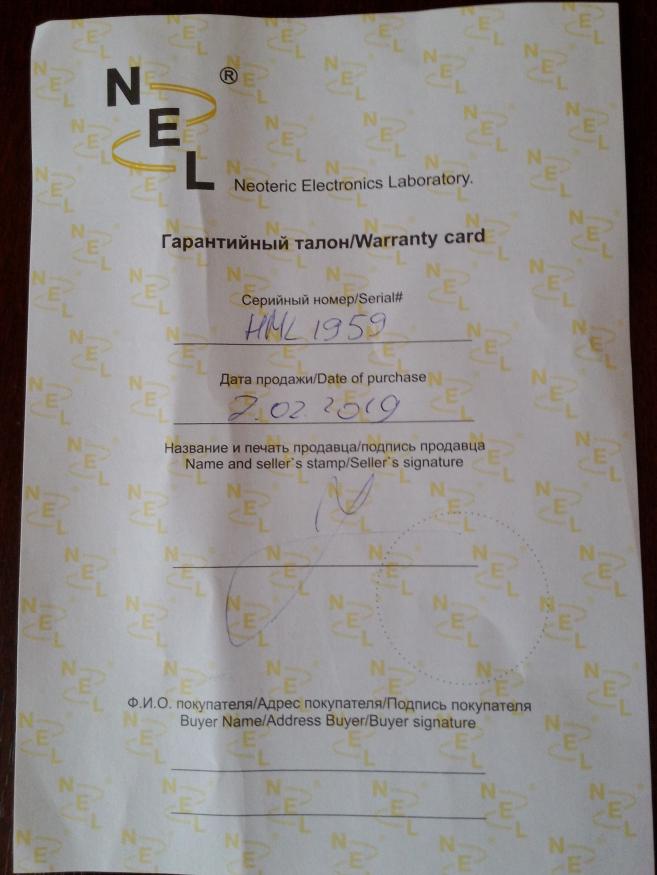 NEL®
Neoteric Electronics Laboratory.
Гарантийный талон/Warranty card
Серийный номер/Serial#
HML 1959
Дата продажи/Date of purchase
7.02.2019
Название и печать продавца/подпись продавца
Name and seller`s stamp/Seller`s signature
Ф.И.О. покупателя/Адрес покупателя/Подпись покупателя
Buyer Name/Address Buyer/Buyer signature